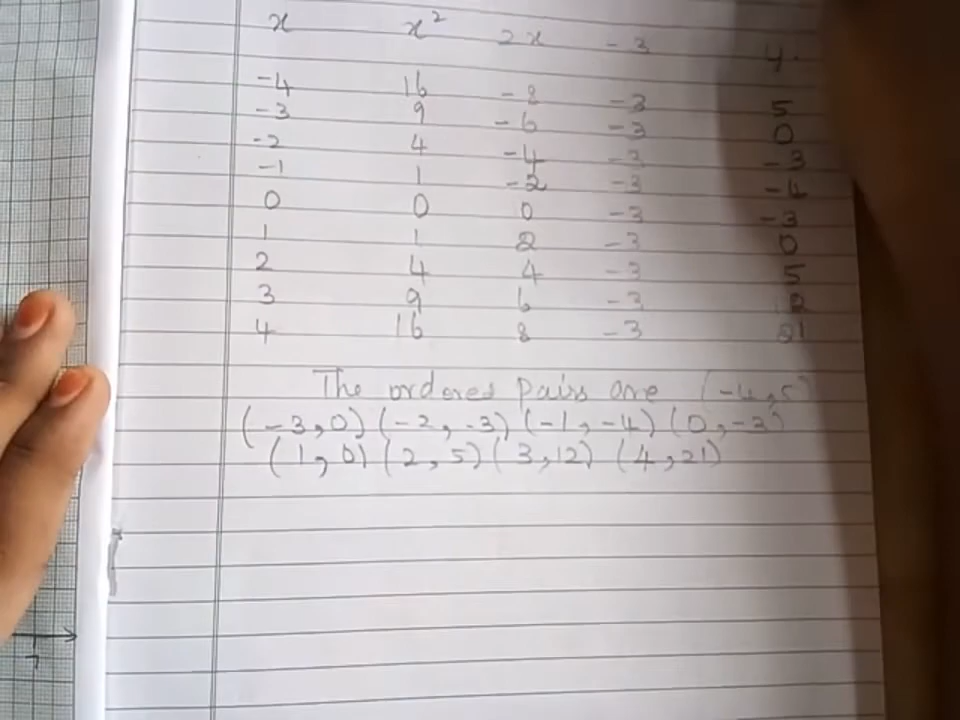 x x² 2x -3 y
-4 16 -8 -3 5
-3 9 -6 -3 0
-2 4 -4 -3 -3
-1 1 -2 -3 -4
0 0 0 -3 -3
1 1 2 -3 0
2 4 4 -3 5
3 9 6 -3 12
4 16 8 -3 21
The ordered pairs are (-4,5)
(-3,0) (-2,-3) (-1,-4) (0,-3)
(1,0) (2,5) (3,12) (4,21)